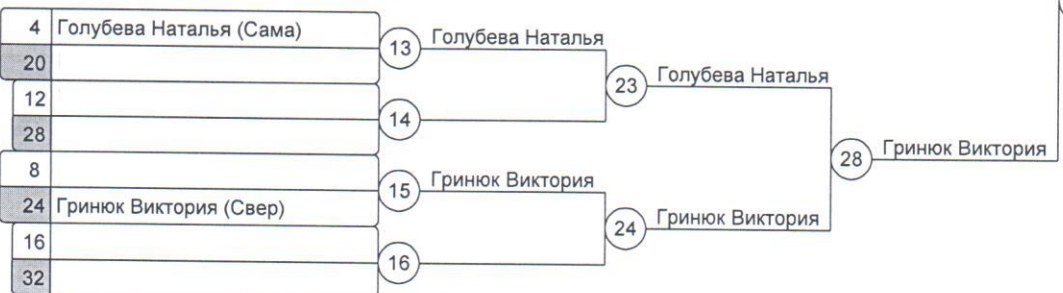 4 Голубева Наталья (Сама)
20
12
28
8
24 Гринюк Виктория (Свер)
16
32
13 Голубева Наталья
14
15 Гринюк Виктория
16
23 Голубева Наталья
24 Гринюк Виктория
28 Гринюк Виктория